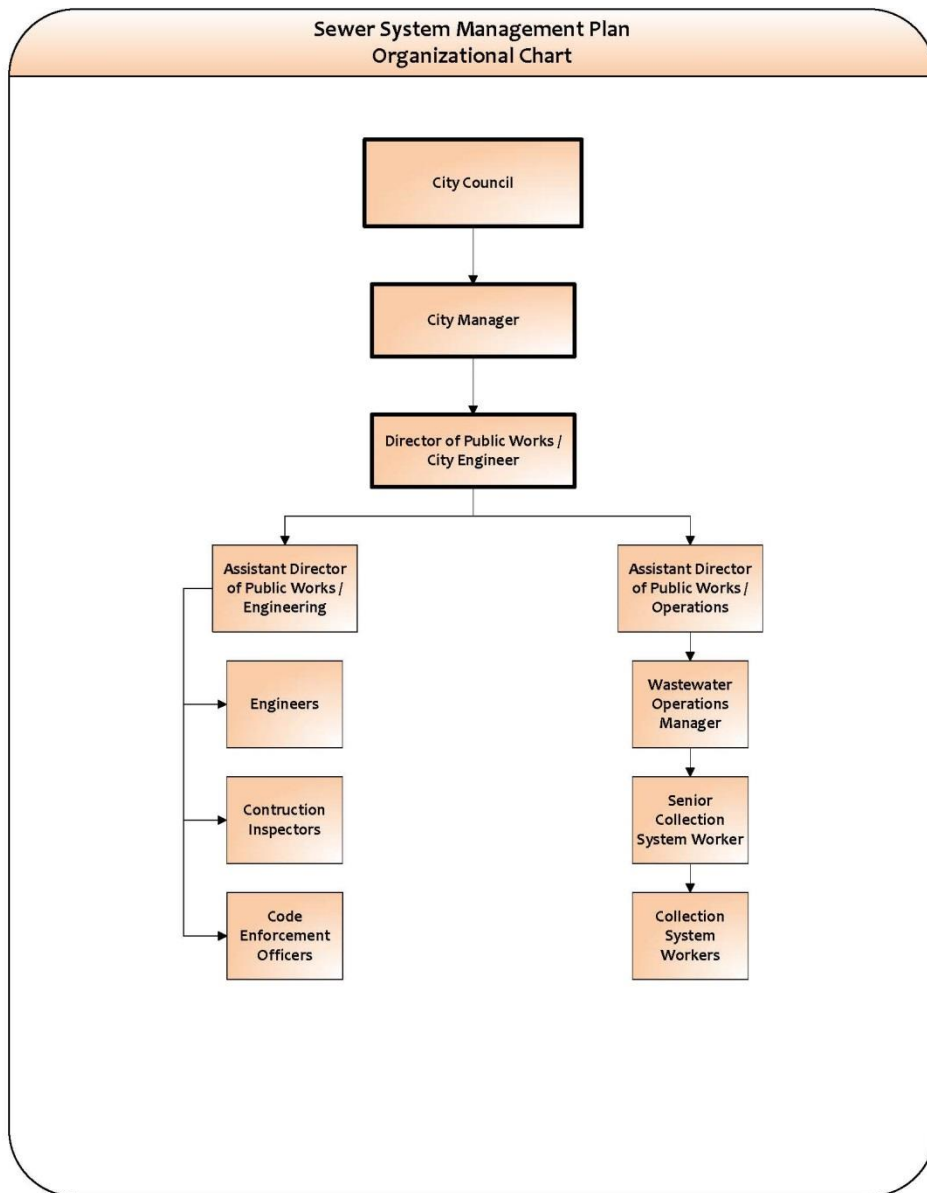 Sewer System Management Plan
Organizational Chart
City Council
City Manager
Director of Public Works /
City Engineer
Assistant Director
of Public Works /
Engineering
Assistant Director
of Public Works /
Operations
Engineers
Wastewater
Operations
Manager
Contruction
Inspectors
Senior
Collection
System Worker
Code
Enforcement
Officers
Collection
System
Workers